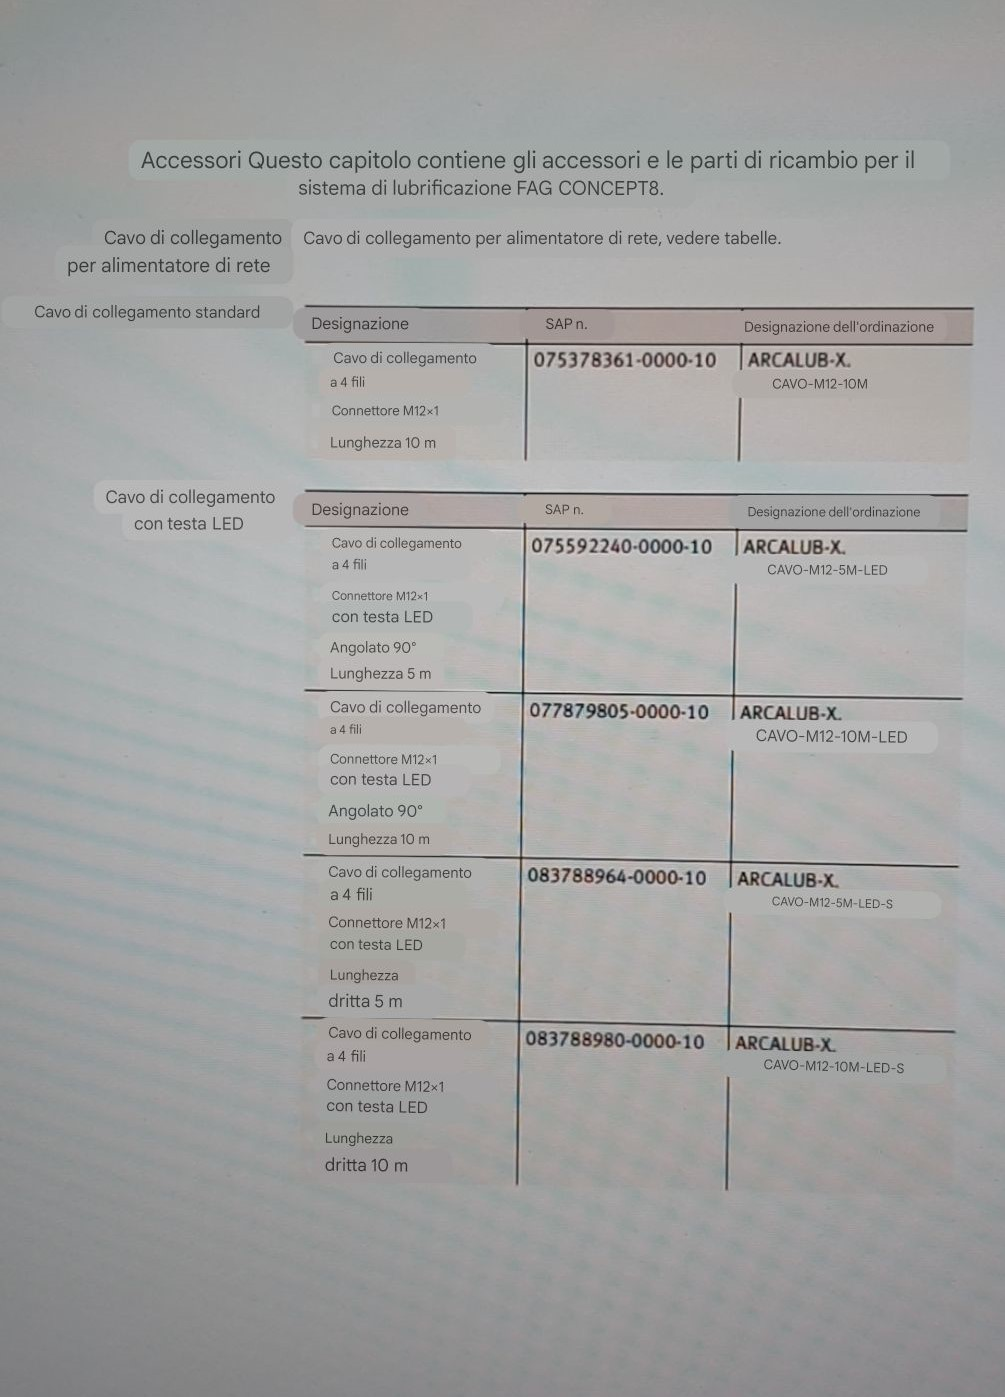 Accessori Questo capitolo contiene gli accessori e le parti di ricambio per il
sistema di lubrificazione FAG CONCEPT8.
Cavo di collegamento
per alimentatore di rete
Cavo di collegamento per alimentatore di rete, vedere tabelle.
Cavo di collegamento standard
Designazione SAP n. Designazione dell'ordinazione
Cavo di collegamento 075378361-0000-10 ARCALUB-X.
a 4 fili CAVO-M12-10M
Connettore M12×1
Lunghezza 10 m
Cavo di collegamento
con testa LED
Designazione SAP n. Designazione dell'ordinazione
Cavo di collegamento 075592240-0000-10 ARCALUB-X.
a 4 fili CAVO-M12-5M-LED
Connettore M12×1
con testa LED
Angolato 90°
Lunghezza 5 m
Cavo di collegamento 077879805-0000-10 ARCALUB-X.
a 4 fili CAVO-M12-10M-LED
Connettore M12×1
con testa LED
Angolato 90°
Lunghezza 10 m
Cavo di collegamento 083788964-0000-10 ARCALUB-X.
a 4 fili CAVO-M12-5M-LED-S
Connettore M12×1
con testa LED
Lunghezza
dritta 5 m
Cavo di collegamento 083788980-0000-10 ARCALUB-X.
a 4 fili CAVO-M12-10M-LED-S
Connettore M12×1
con testa LED
Lunghezza
dritta 10 m